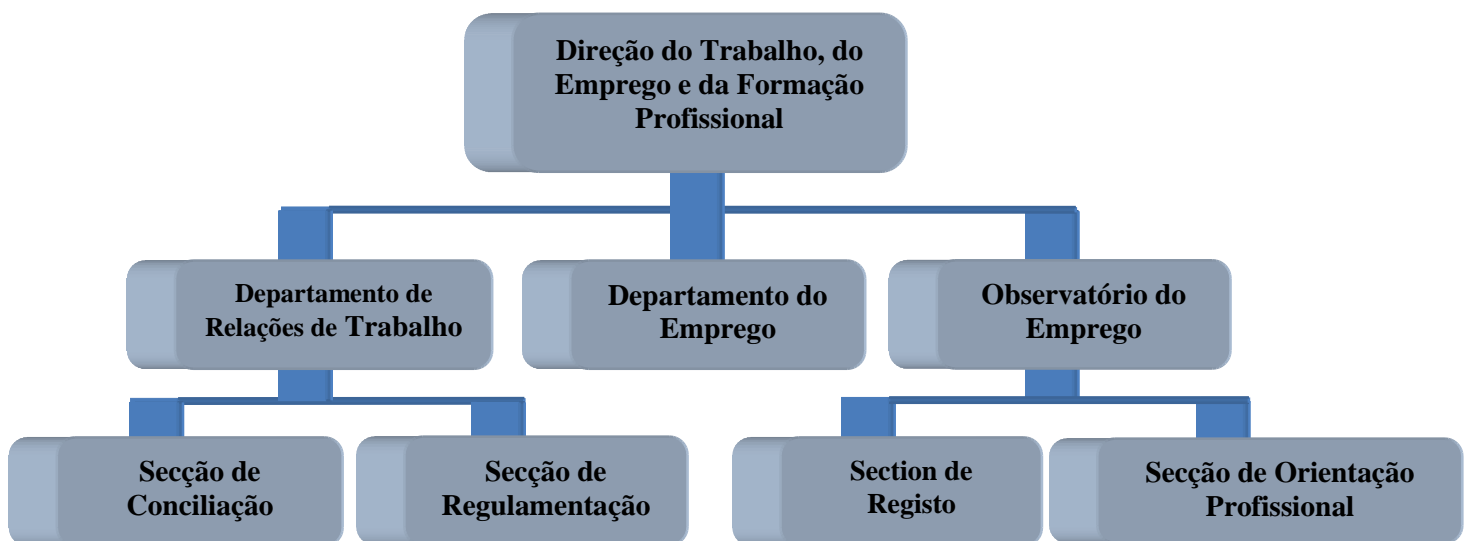 Direção do Trabalho, do
Emprego e da Formação
Profissional
Departamento de
Relações de Trabalho
Departamento do
Emprego
Observatório do
Emprego
Secção de
Conciliação
Secção de
Regulamentação
Section de
Registo
Secção de Orientação
Profissional